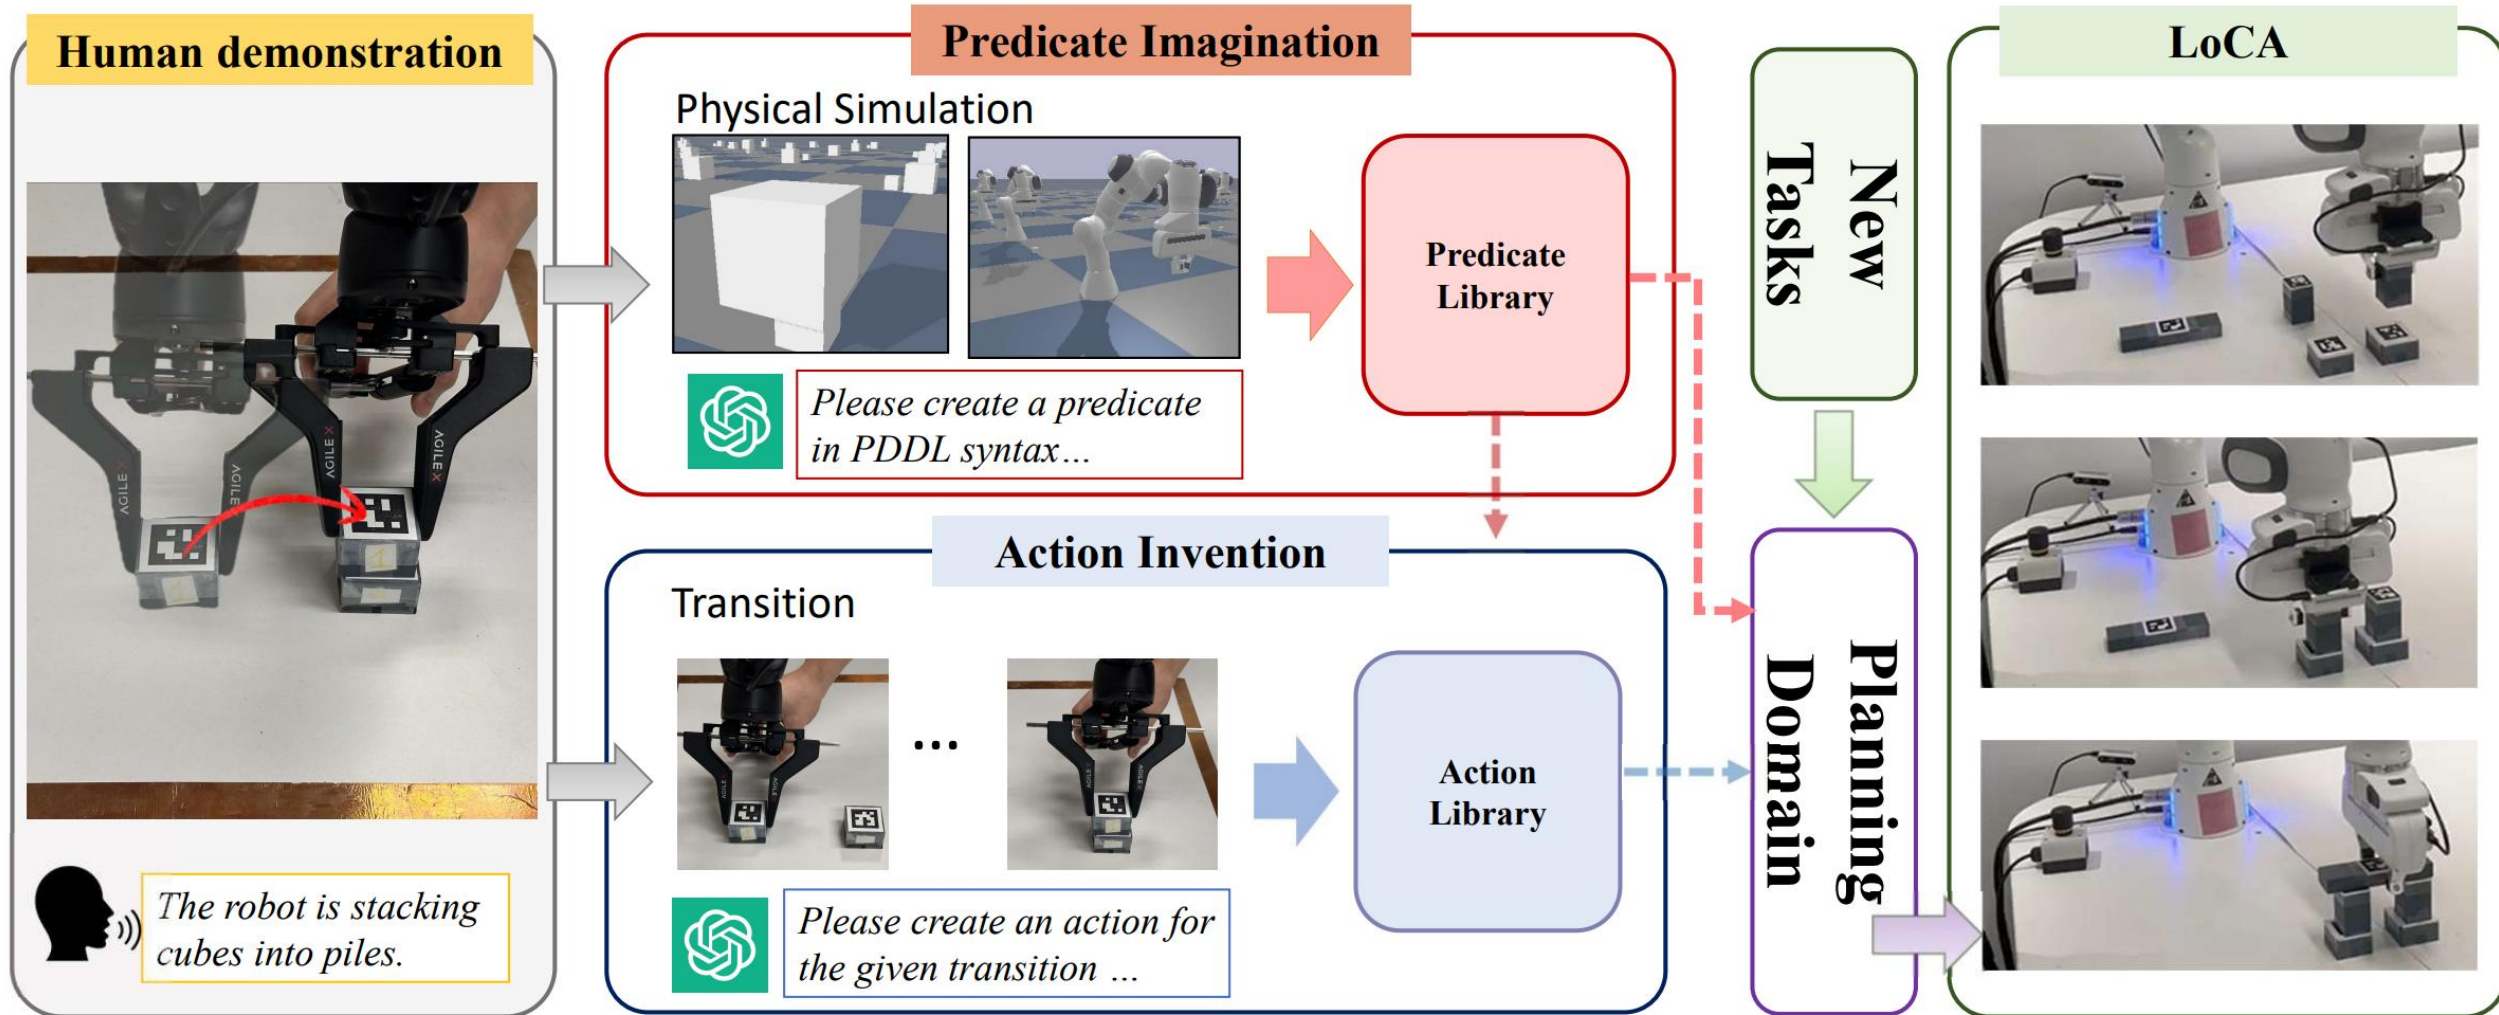 Human demonstration
AGILE X
AGILE
AGILE X
AGILE X
The robot is stacking
cubes into piles.
Predicate Imagination
Physical Simulation
Please create a predicate
in PDDL syntax...
Predicate
Library
Action Invention
Transition
...
Please create an action for
the given transition ...
Action
Library
New
Tasks
Planning
Domain
LoCA